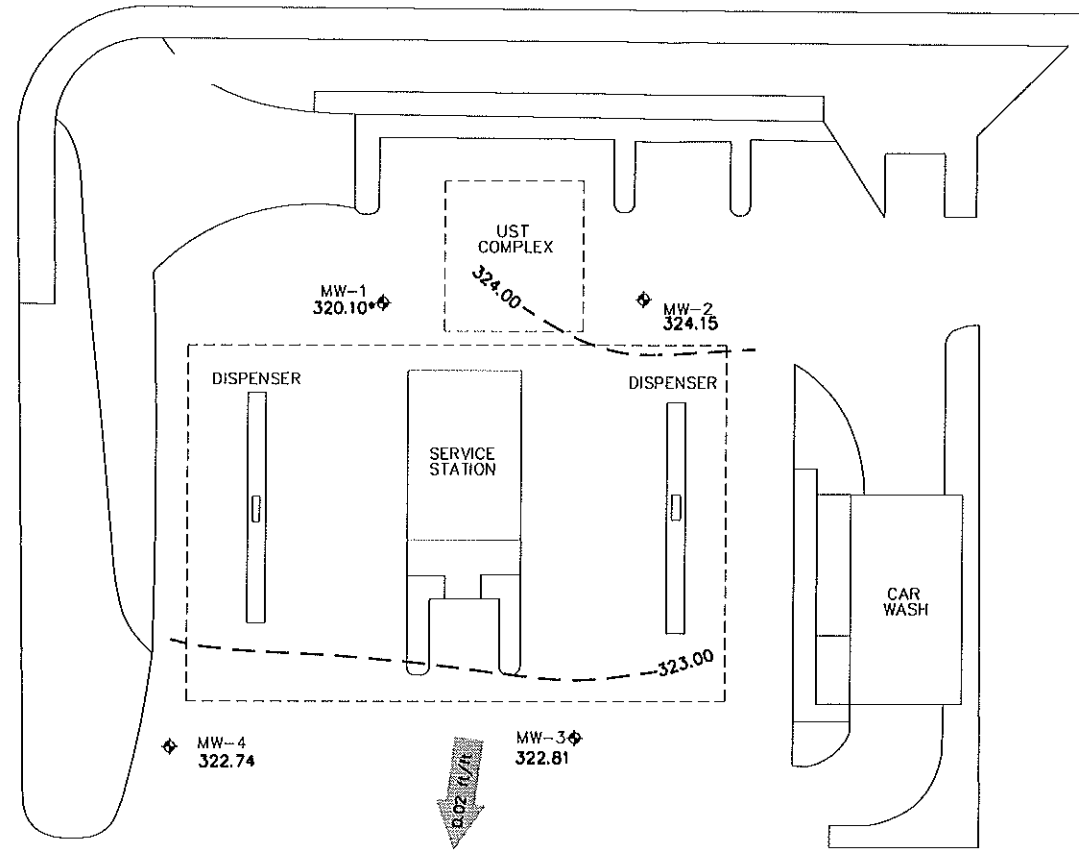 UST
COMPLEX
324.00
MW-1
320.10*
MW-2
324.15
DISPENSER
DISPENSER
SERVICE
STATION
CAR
WASH
323.00
MW-4
322.74
MW-3
322.81
0.02 ft/ft